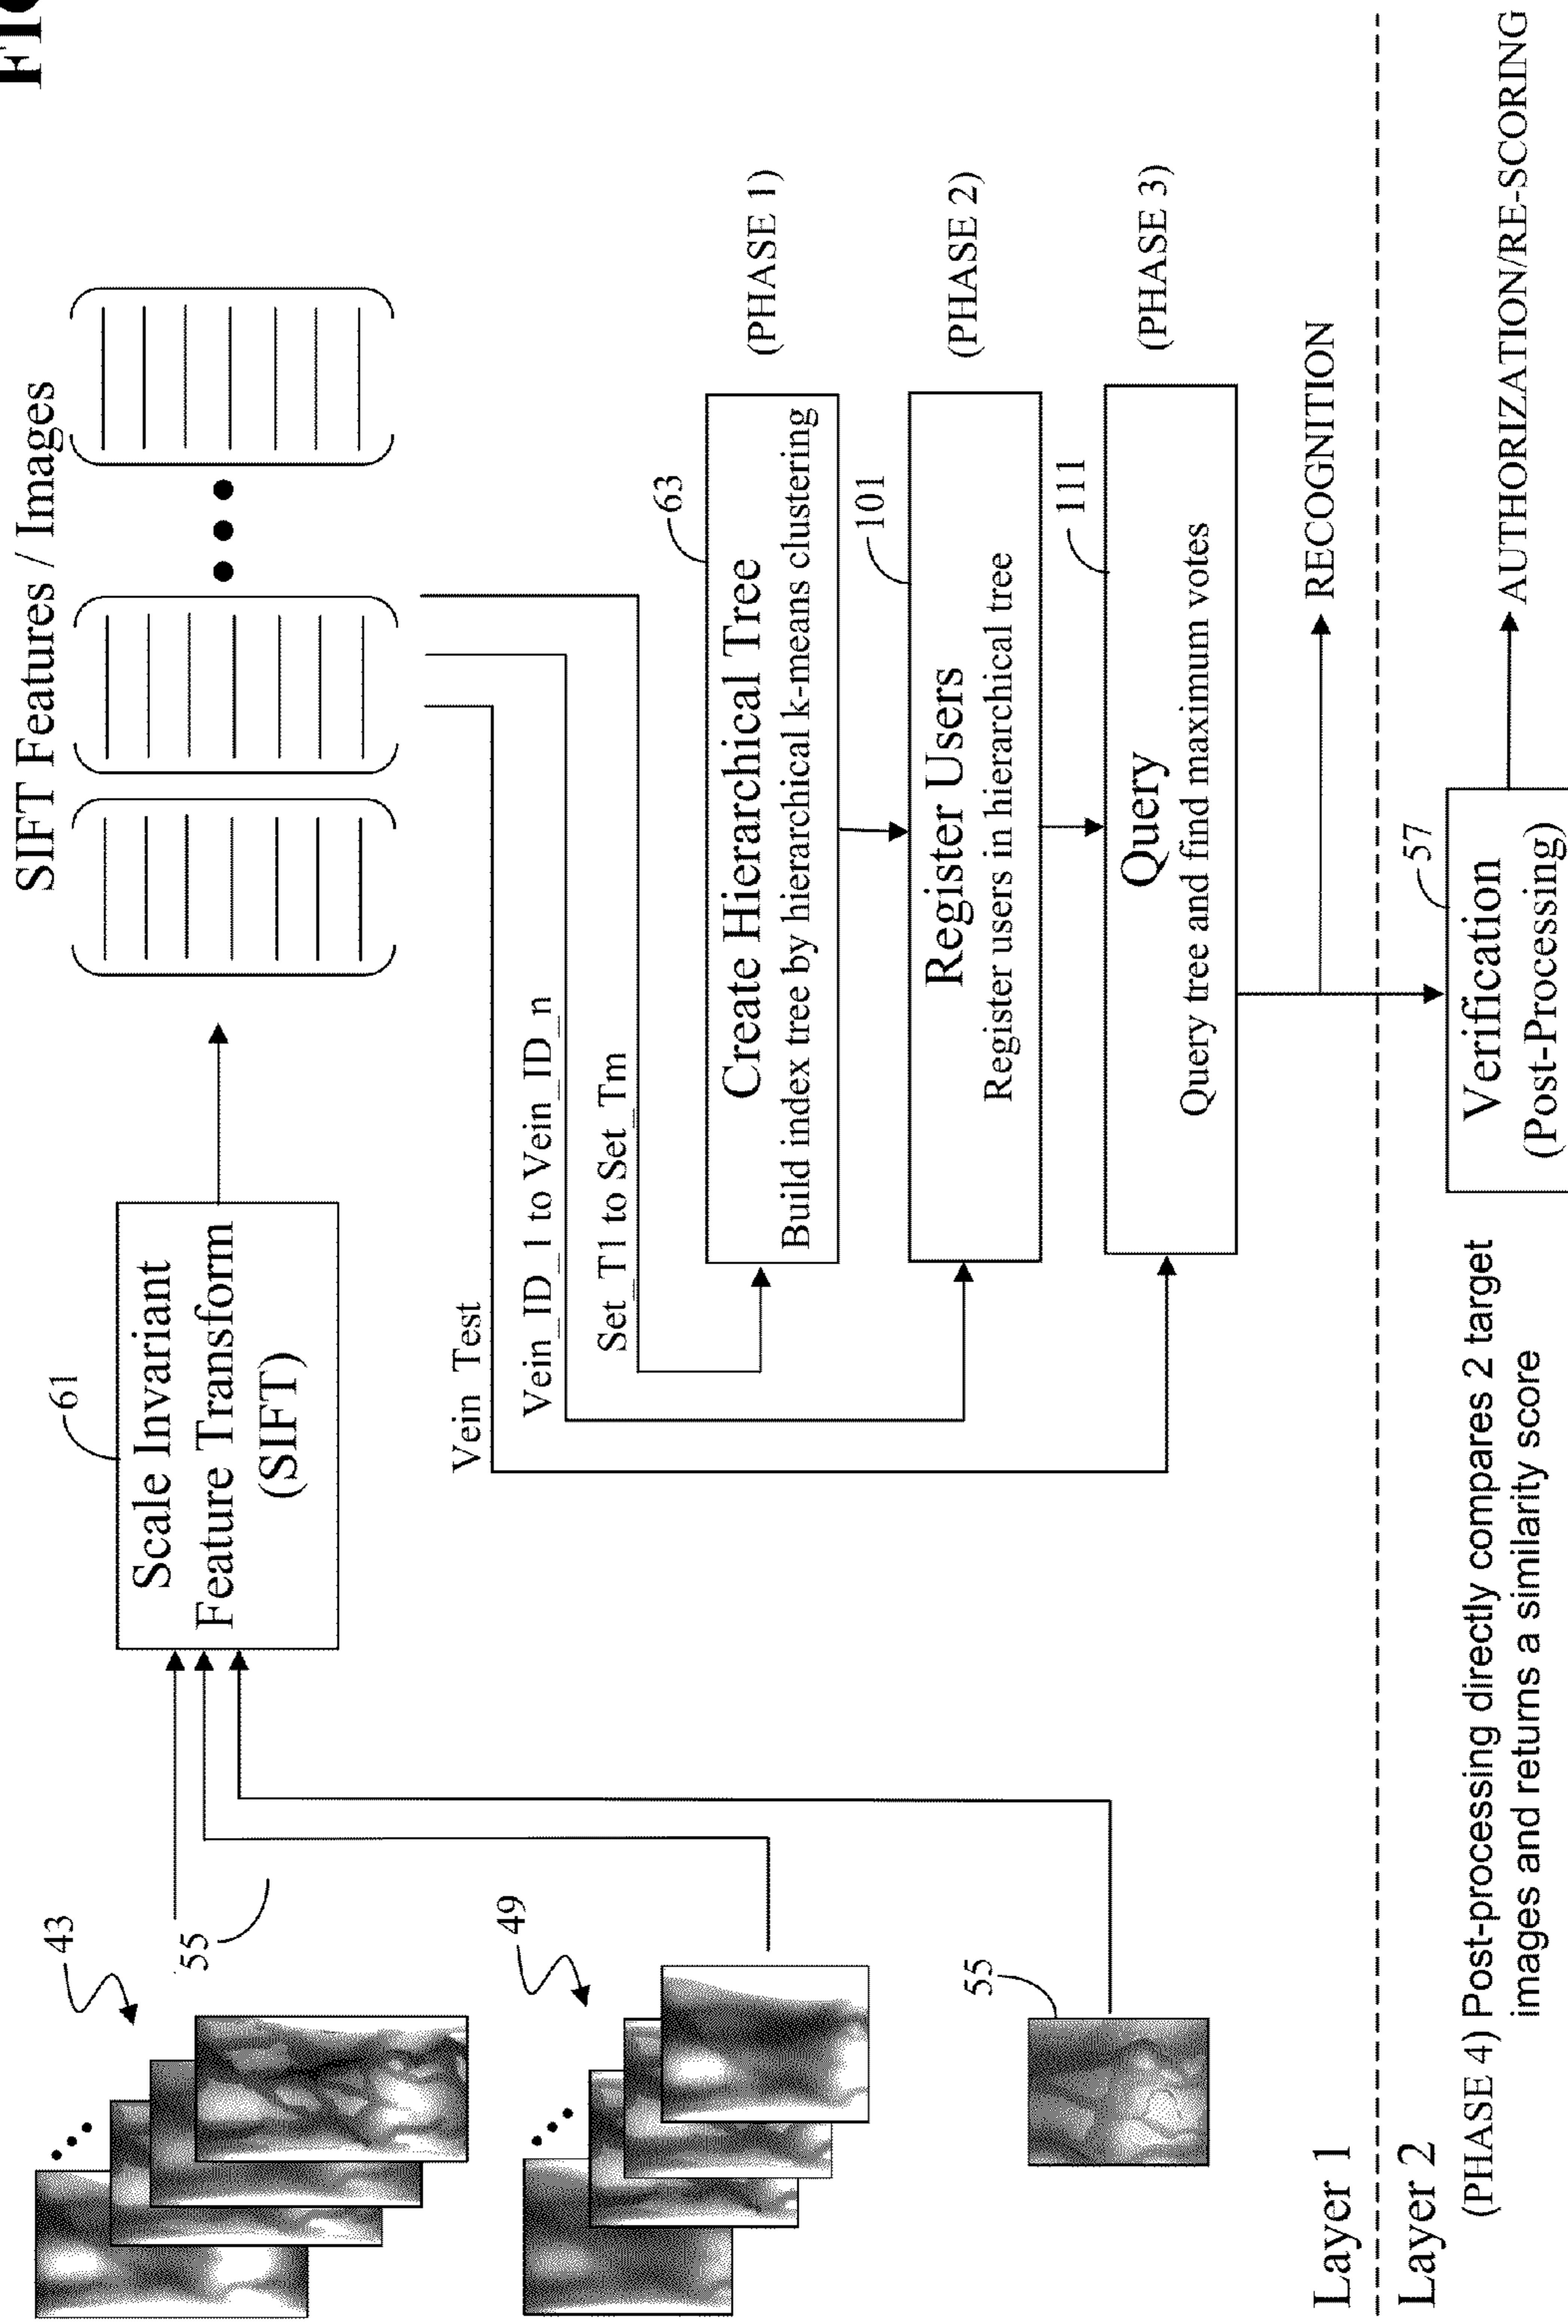 FIG
SIFT Features / Images
61
Scale Invariant
Feature Transform
(SIFT)
43
55
49
55
Vein_Test
Vein_ID_1 to Vein_ID_n
Set_T1 to Set_Tm
63
Create Hierarchical Tree
Build index tree by hierarchical k-means clustering
(PHASE 1)
101
Register Users
Register users in hierarchical tree
(PHASE 2)
111
Query
Query tree and find maximum votes
(PHASE 3)
RECOGNITION
Layer 1
Layer 2
57
Verification
(Post-Processing)
AUTHORIZATION/RE-SCORING
(PHASE 4) Post-processing directly compares 2 target
images and returns a similarity score